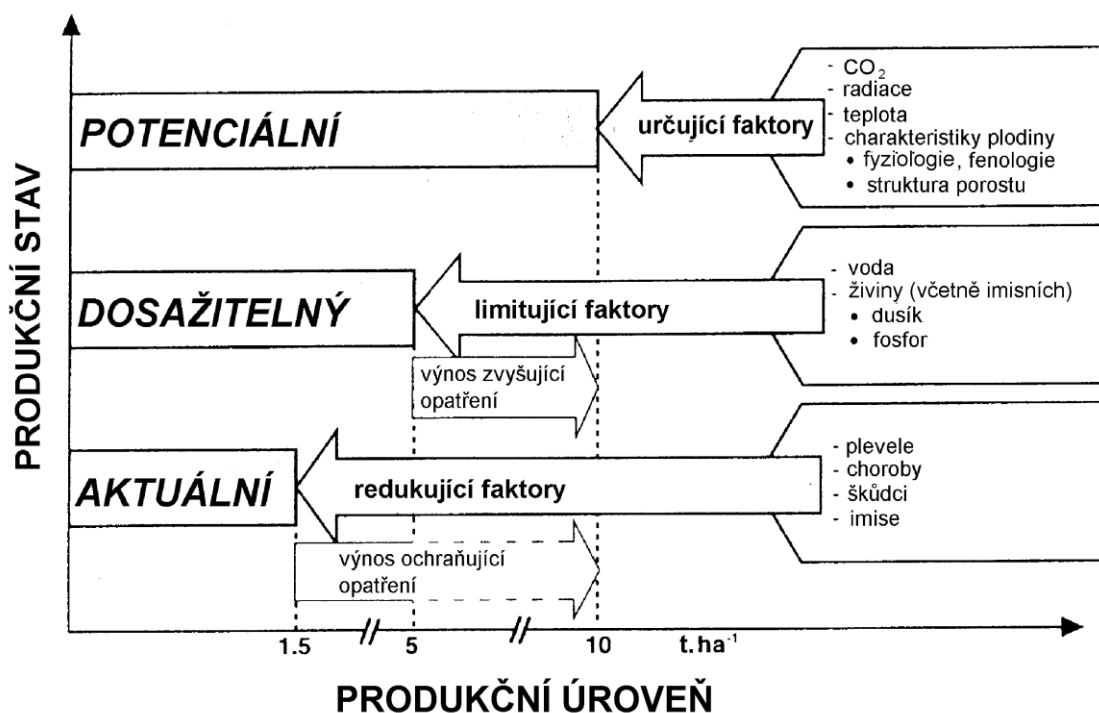 PRODUKČNÍ STAV
POTENCIÁLNÍ
určující faktory
- CO₂
- radiace
- teplota
- charakteristiky plodiny
• fyziologie, fenologie
• struktura porostu
DOSAŽITELNÝ
limitující faktory
- voda
- živiny (včetně imisních)
• dusík
• fosfor
výnos zvyšující
opatření
AKTUÁLNÍ
redukující faktory
- plevele
- choroby
- škůdci
- imise
výnos ochraňující
opatření
1.5 5 10 t.ha⁻¹
PRODUKČNÍ ÚROVEŇ